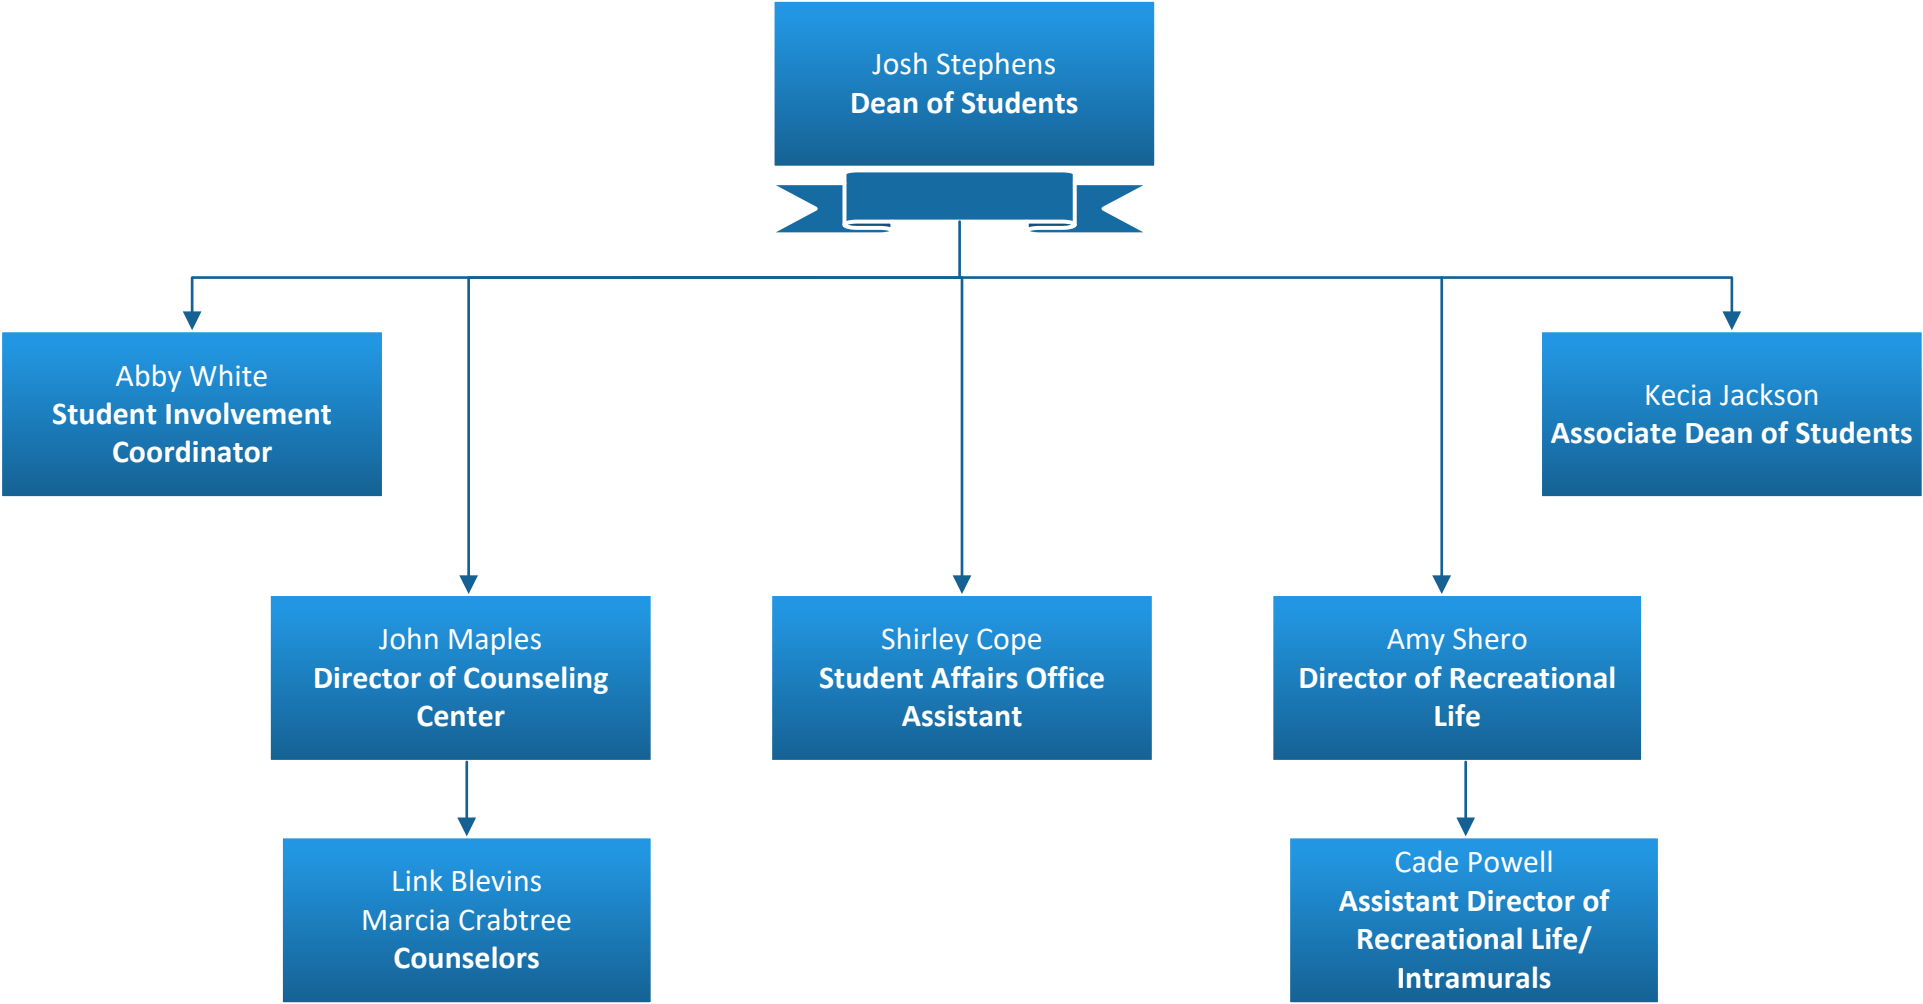 Josh Stephens
Dean of Students
Abby White
Student Involvement
Coordinator
Kecia Jackson
Associate Dean of Students
John Maples
Director of Counseling
Center
Shirley Cope
Student Affairs Office
Assistant
Amy Shero
Director of Recreational
Life
Link Blevins
Marcia Crabtree
Counselors
Cade Powell
Assistant Director of
Recreational Life/
Intramurals